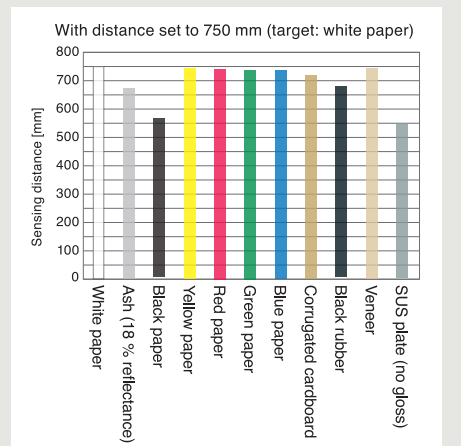 With distance set to 750 mm (target: white paper)
Sensing distance [mm]
800
700
600
500
400
300
200
100
0
White paper
Ash (18 % reflectance)
Black paper
Yellow paper
Red paper
Green paper
Blue paper
Corrugated cardboard
Black rubber
Veneer
SUS plate (no gloss)